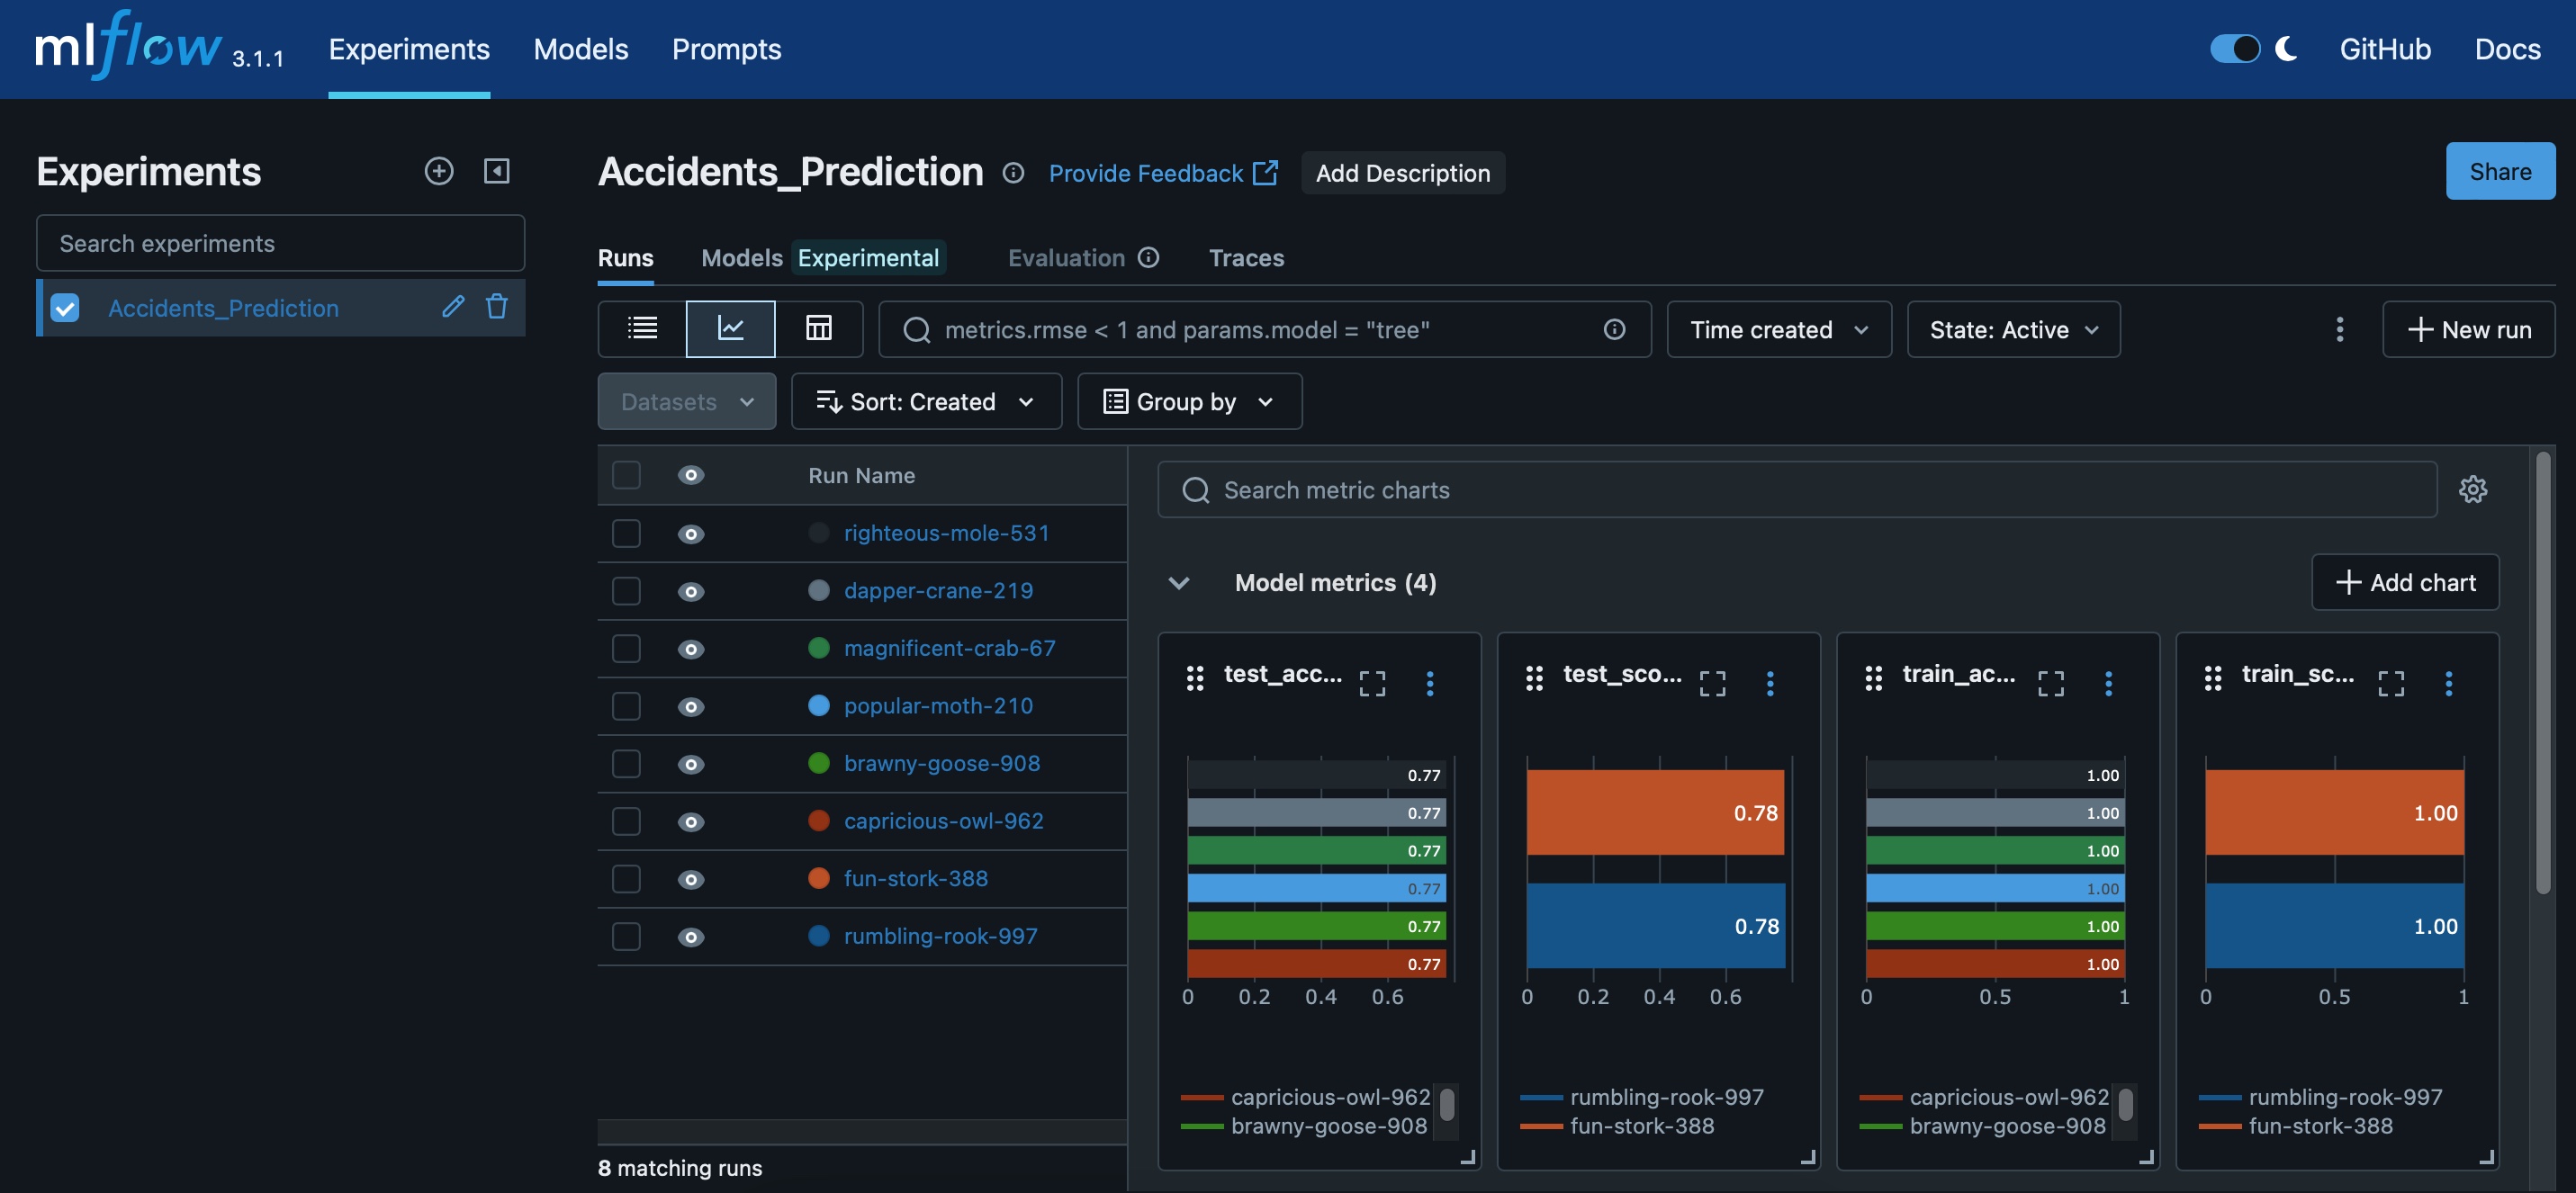 mlflow 3.1.1 Experiments Models Prompts GitHub Docs
Experiments
Search experiments
Accidents_Prediction
Accidents_Prediction Provide Feedback Add Description Share
Runs Models Experimental Evaluation Traces
metrics.rmse < 1 and params.model = "tree" Time created State: Active New run
Datasets Sort: Created Group by
Run Name
righteous-mole-531
dapper-crane-219
magnificent-crab-67
popular-moth-210
brawny-goose-908
capricious-owl-962
fun-stork-388
rumbling-rook-997
8 matching runs
Search metric charts
Model metrics (4) Add chart
test_acc...
0.77
0.77
0.77
0.77
0.77
0.77
0 0.2 0.4 0.6
capricious-owl-962
brawny-goose-908
test_sco...
0.78
0.78
0 0.2 0.4 0.6
rumbling-rook-997
fun-stork-388
train_ac...
1.00
1.00
1.00
1.00
1.00
1.00
0 0.5 1
capricious-owl-962
brawny-goose-908
train_sc...
1.00
1.00
0 0.5 1
rumbling-rook-997
fun-stork-388